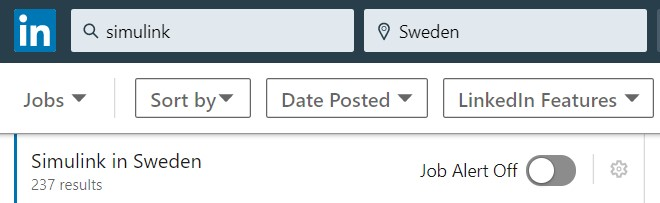 in simulink Sweden
Jobs Sort by Date Posted LinkedIn Features
Simulink in Sweden
237 results
Job Alert Off